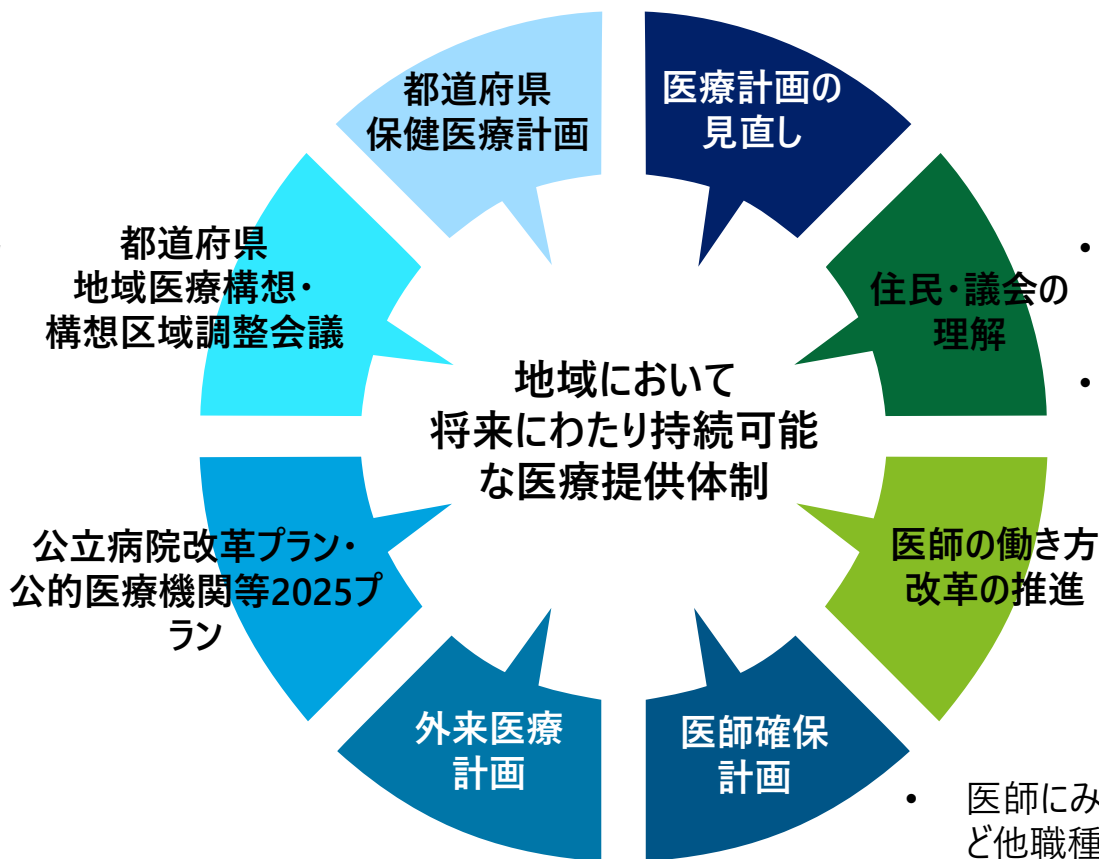 都道府県
保健医療計画
医療計画の
見直し
都道府県
地域医療構想・
構想区域調整会議
•
住民・議会の
理解
•
地域において
将来にわたり持続可能
な医療提供体制
公立病院改革プラン・
公的医療機関等2025プ
ラン
医師の働き方
改革の推進
外来医療
計画
医師確保
計画
• 医師にみ
ど他職種